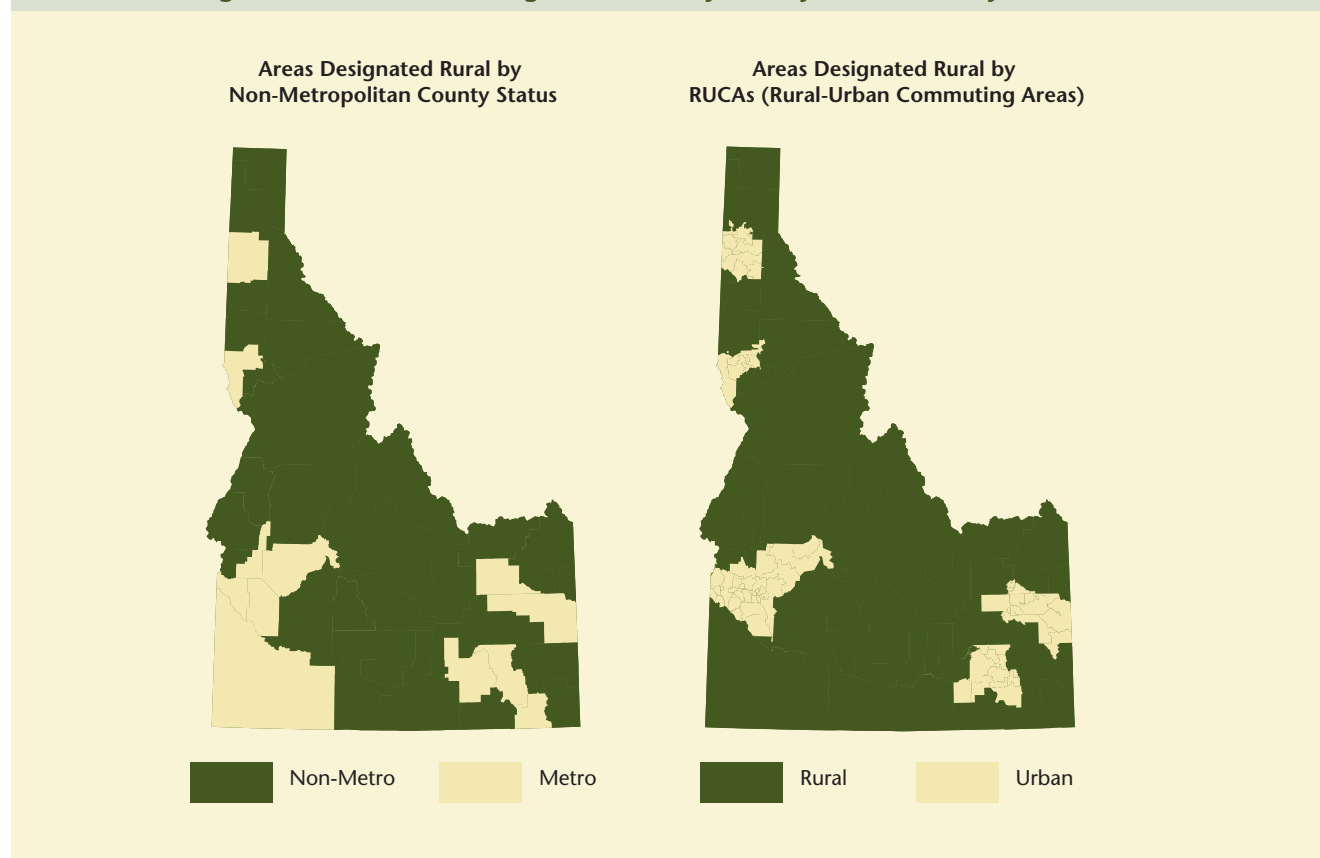 Areas Designated Rural by
Non-Metropolitan County Status
Areas Designated Rural by
RUCAs (Rural-Urban Commuting Areas)
Non-Metro
Metro
Rural
Urban